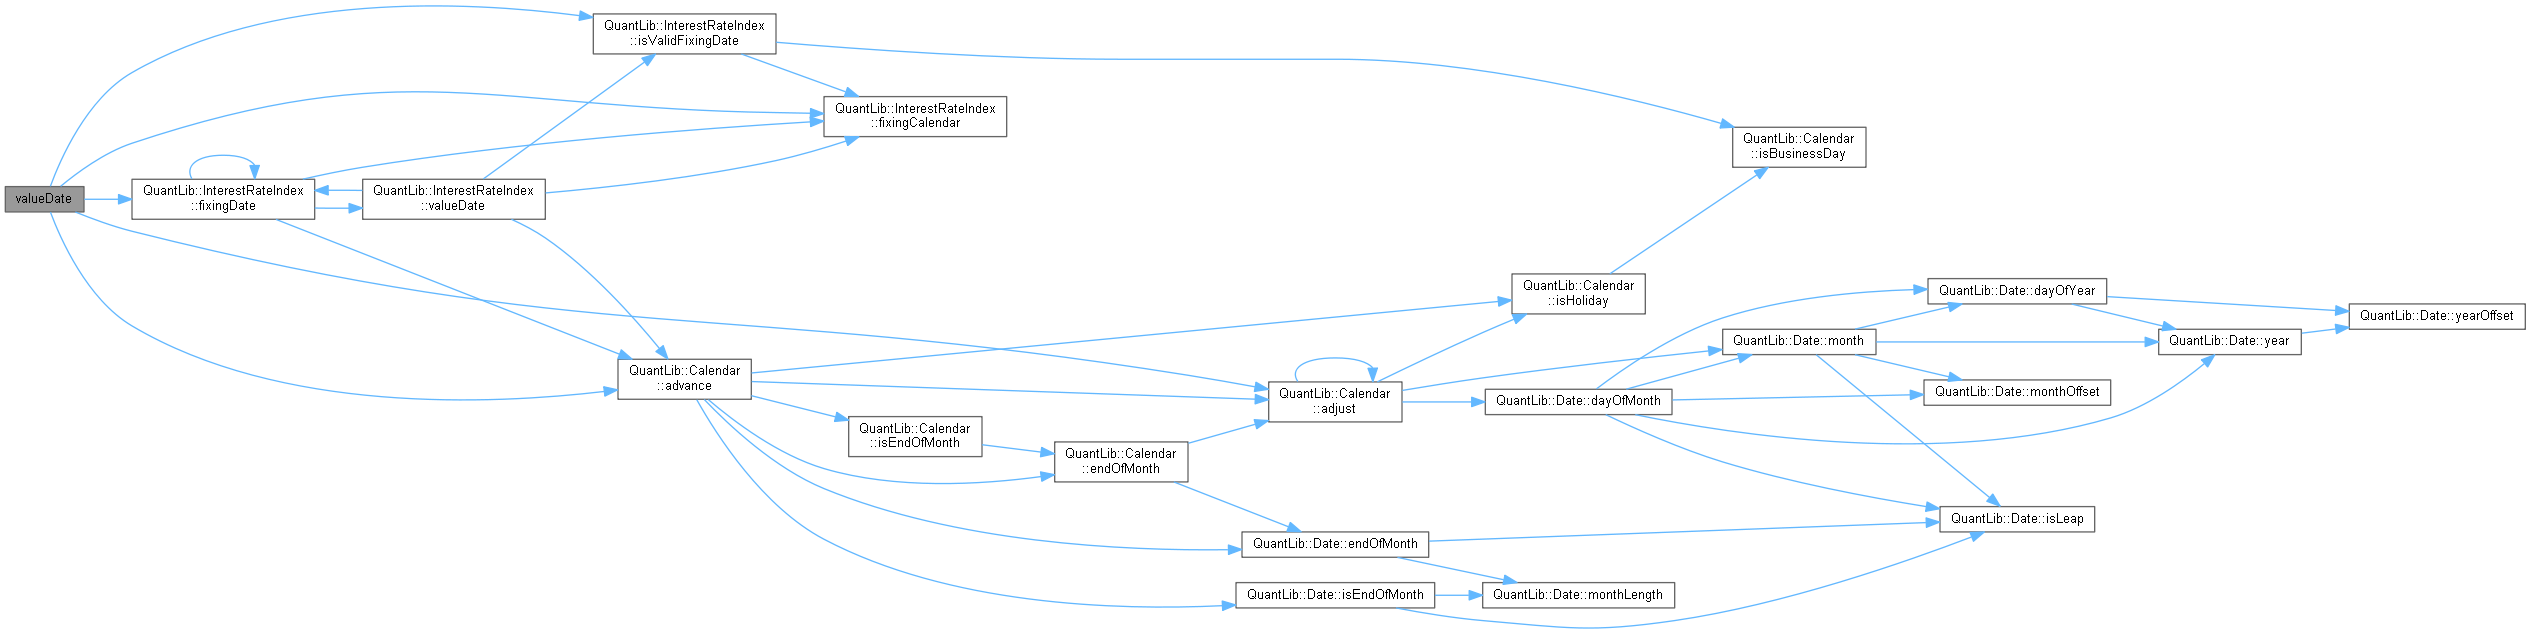 valueDate
QuantLib::InterestRateIndex
::fixingDate
QuantLib::InterestRateIndex
::valueDate
QuantLib::InterestRateIndex
::isValidFixingDate
QuantLib::InterestRateIndex
::fixingCalendar
QuantLib::Calendar
::advance
QuantLib::Calendar
::isEndOfMonth
QuantLib::Calendar
::endOfMonth
QuantLib::Calendar
::adjust
QuantLib::Date::endOfMonth
QuantLib::Date::isEndOfMonth
QuantLib::Calendar
::isHoliday
QuantLib::Date::dayOfMonth
QuantLib::Date::monthLength
QuantLib::Calendar
::isBusinessDay
QuantLib::Date::month
QuantLib::Date::dayOfYear
QuantLib::Date::monthOffset
QuantLib::Date::isLeap
QuantLib::Date::year
QuantLib::Date::yearOffset